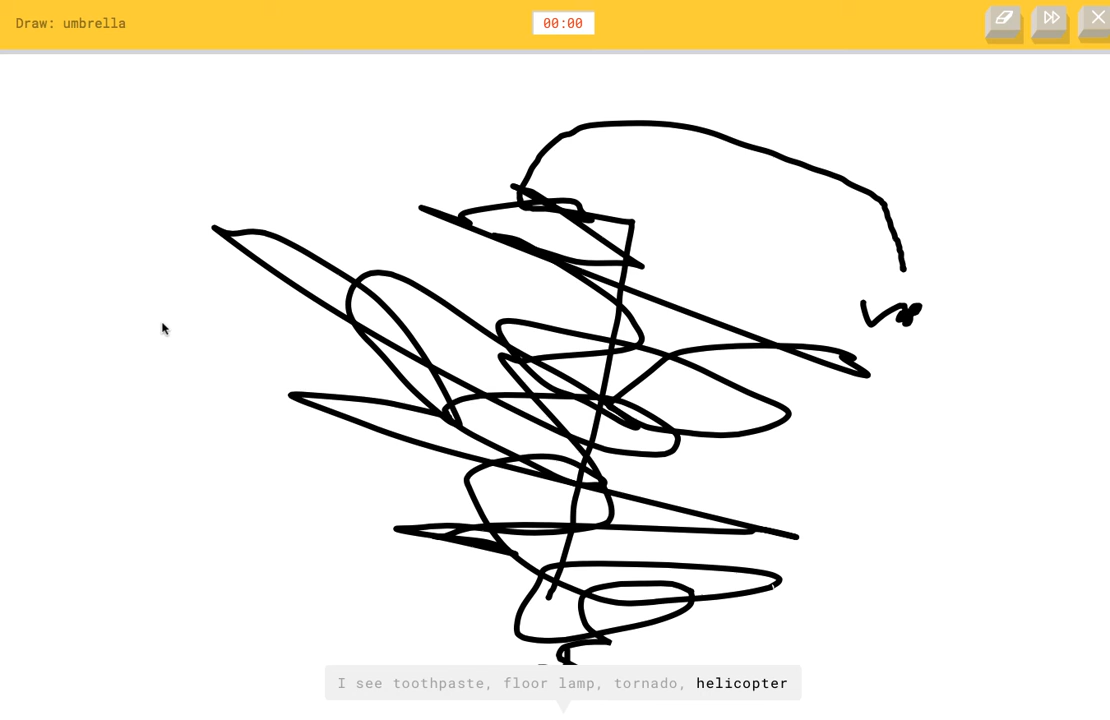 Draw: umbrella
00:00
I see toothpaste, floor lamp, tornado, helicopter